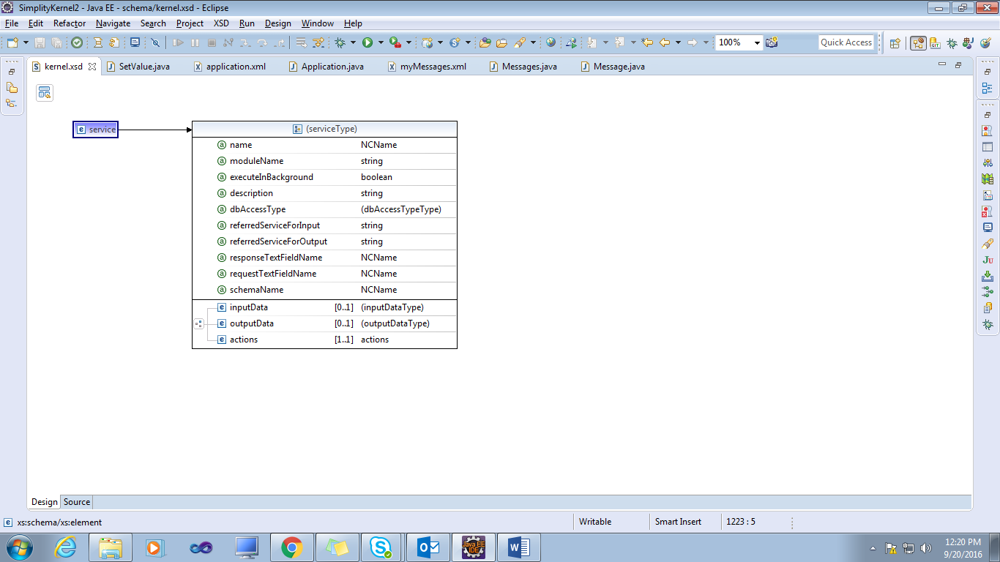 SimplityKernel2 - Java EE - schema/kernel.xsd - Eclipse
File Edit Refactor Navigate Search Project XSD Run Design Window Help
100% Quick Access
kernel.xsd SetValue.java application.xml Application.java myMessages.xml Messages.java Message.java
e service (serviceType)
a name NCName
a moduleName string
a executeInBackground boolean
a description string
a dbAccessType (dbAccessTypeType)
a referredServiceForInput string
a referredServiceForOutput string
a responseTextFieldName NCName
a requestTextFieldName NCName
a schemaName NCName
e inputData [0..1] (inputDataType)
e outputData [0..1] (outputDataType)
e actions [1..1] actions
Design Source
e xs:schema/xs:element Writable Smart Insert 1223 : 5
12:20 PM
9/20/2016